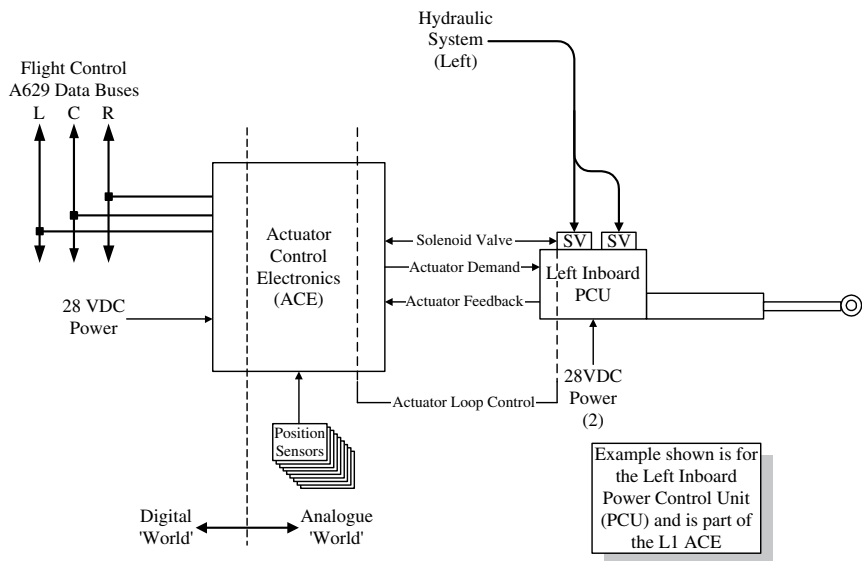 Hydraulic
System
(Left)
Flight Control
A629 Data Buses
L C R
Actuator
Control
Electronics
(ACE)
28 VDC
Power
Solenoid Valve
Actuator Demand
Actuator Feedback
Actuator Loop Control
SV SV
Left Inboard
PCU
28VDC
Power
(2)
Position
Sensors
Digital
'World'
Analogue
'World'
Example shown is for
the Left Inboard
Power Control Unit
(PCU) and is part of
the L1 ACE